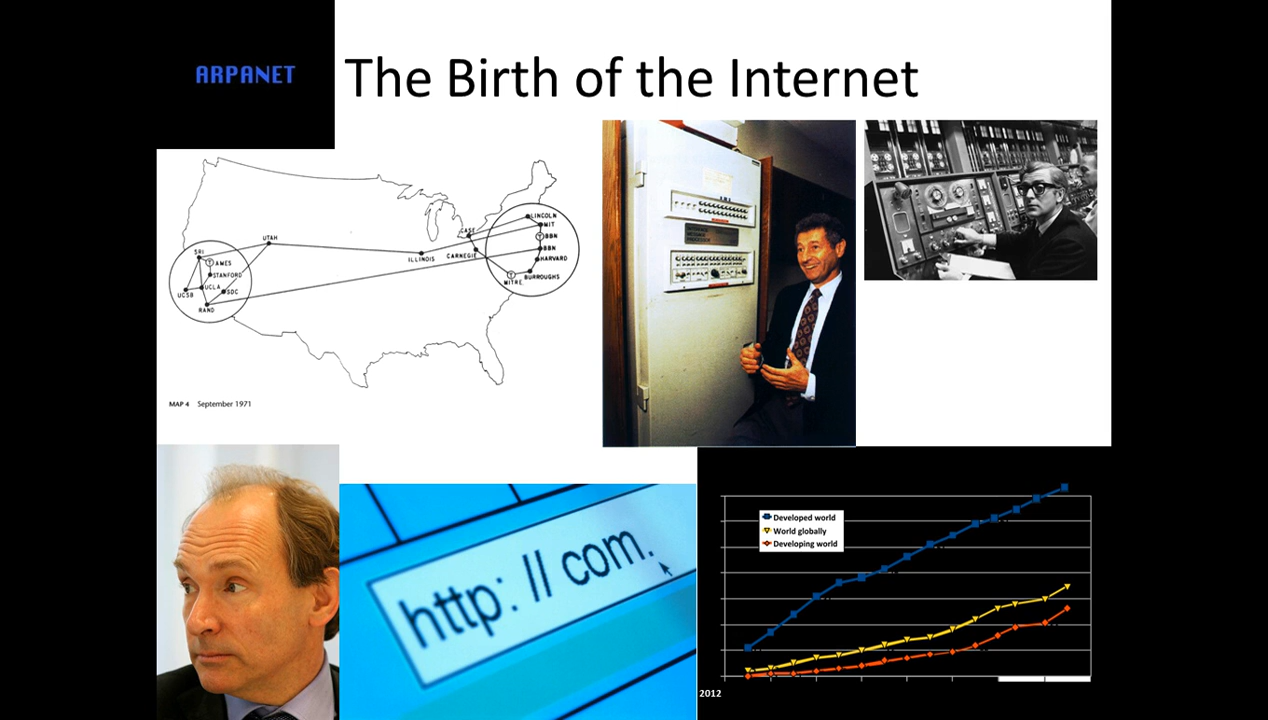 ARPANET
The Birth of the Internet
LINCOLN
MIT
CASE
T BBN
BBN
UTAH
SRI
ILLINOIS
CARNEGIE
HARVARD
T AMES
STANFORD
BURROUGHS
T
MITRE
UCLA
SDC
UCSB
RAND
MAP 4 September 1971
http: // com.
Developed world
World globally
Developing world
2012